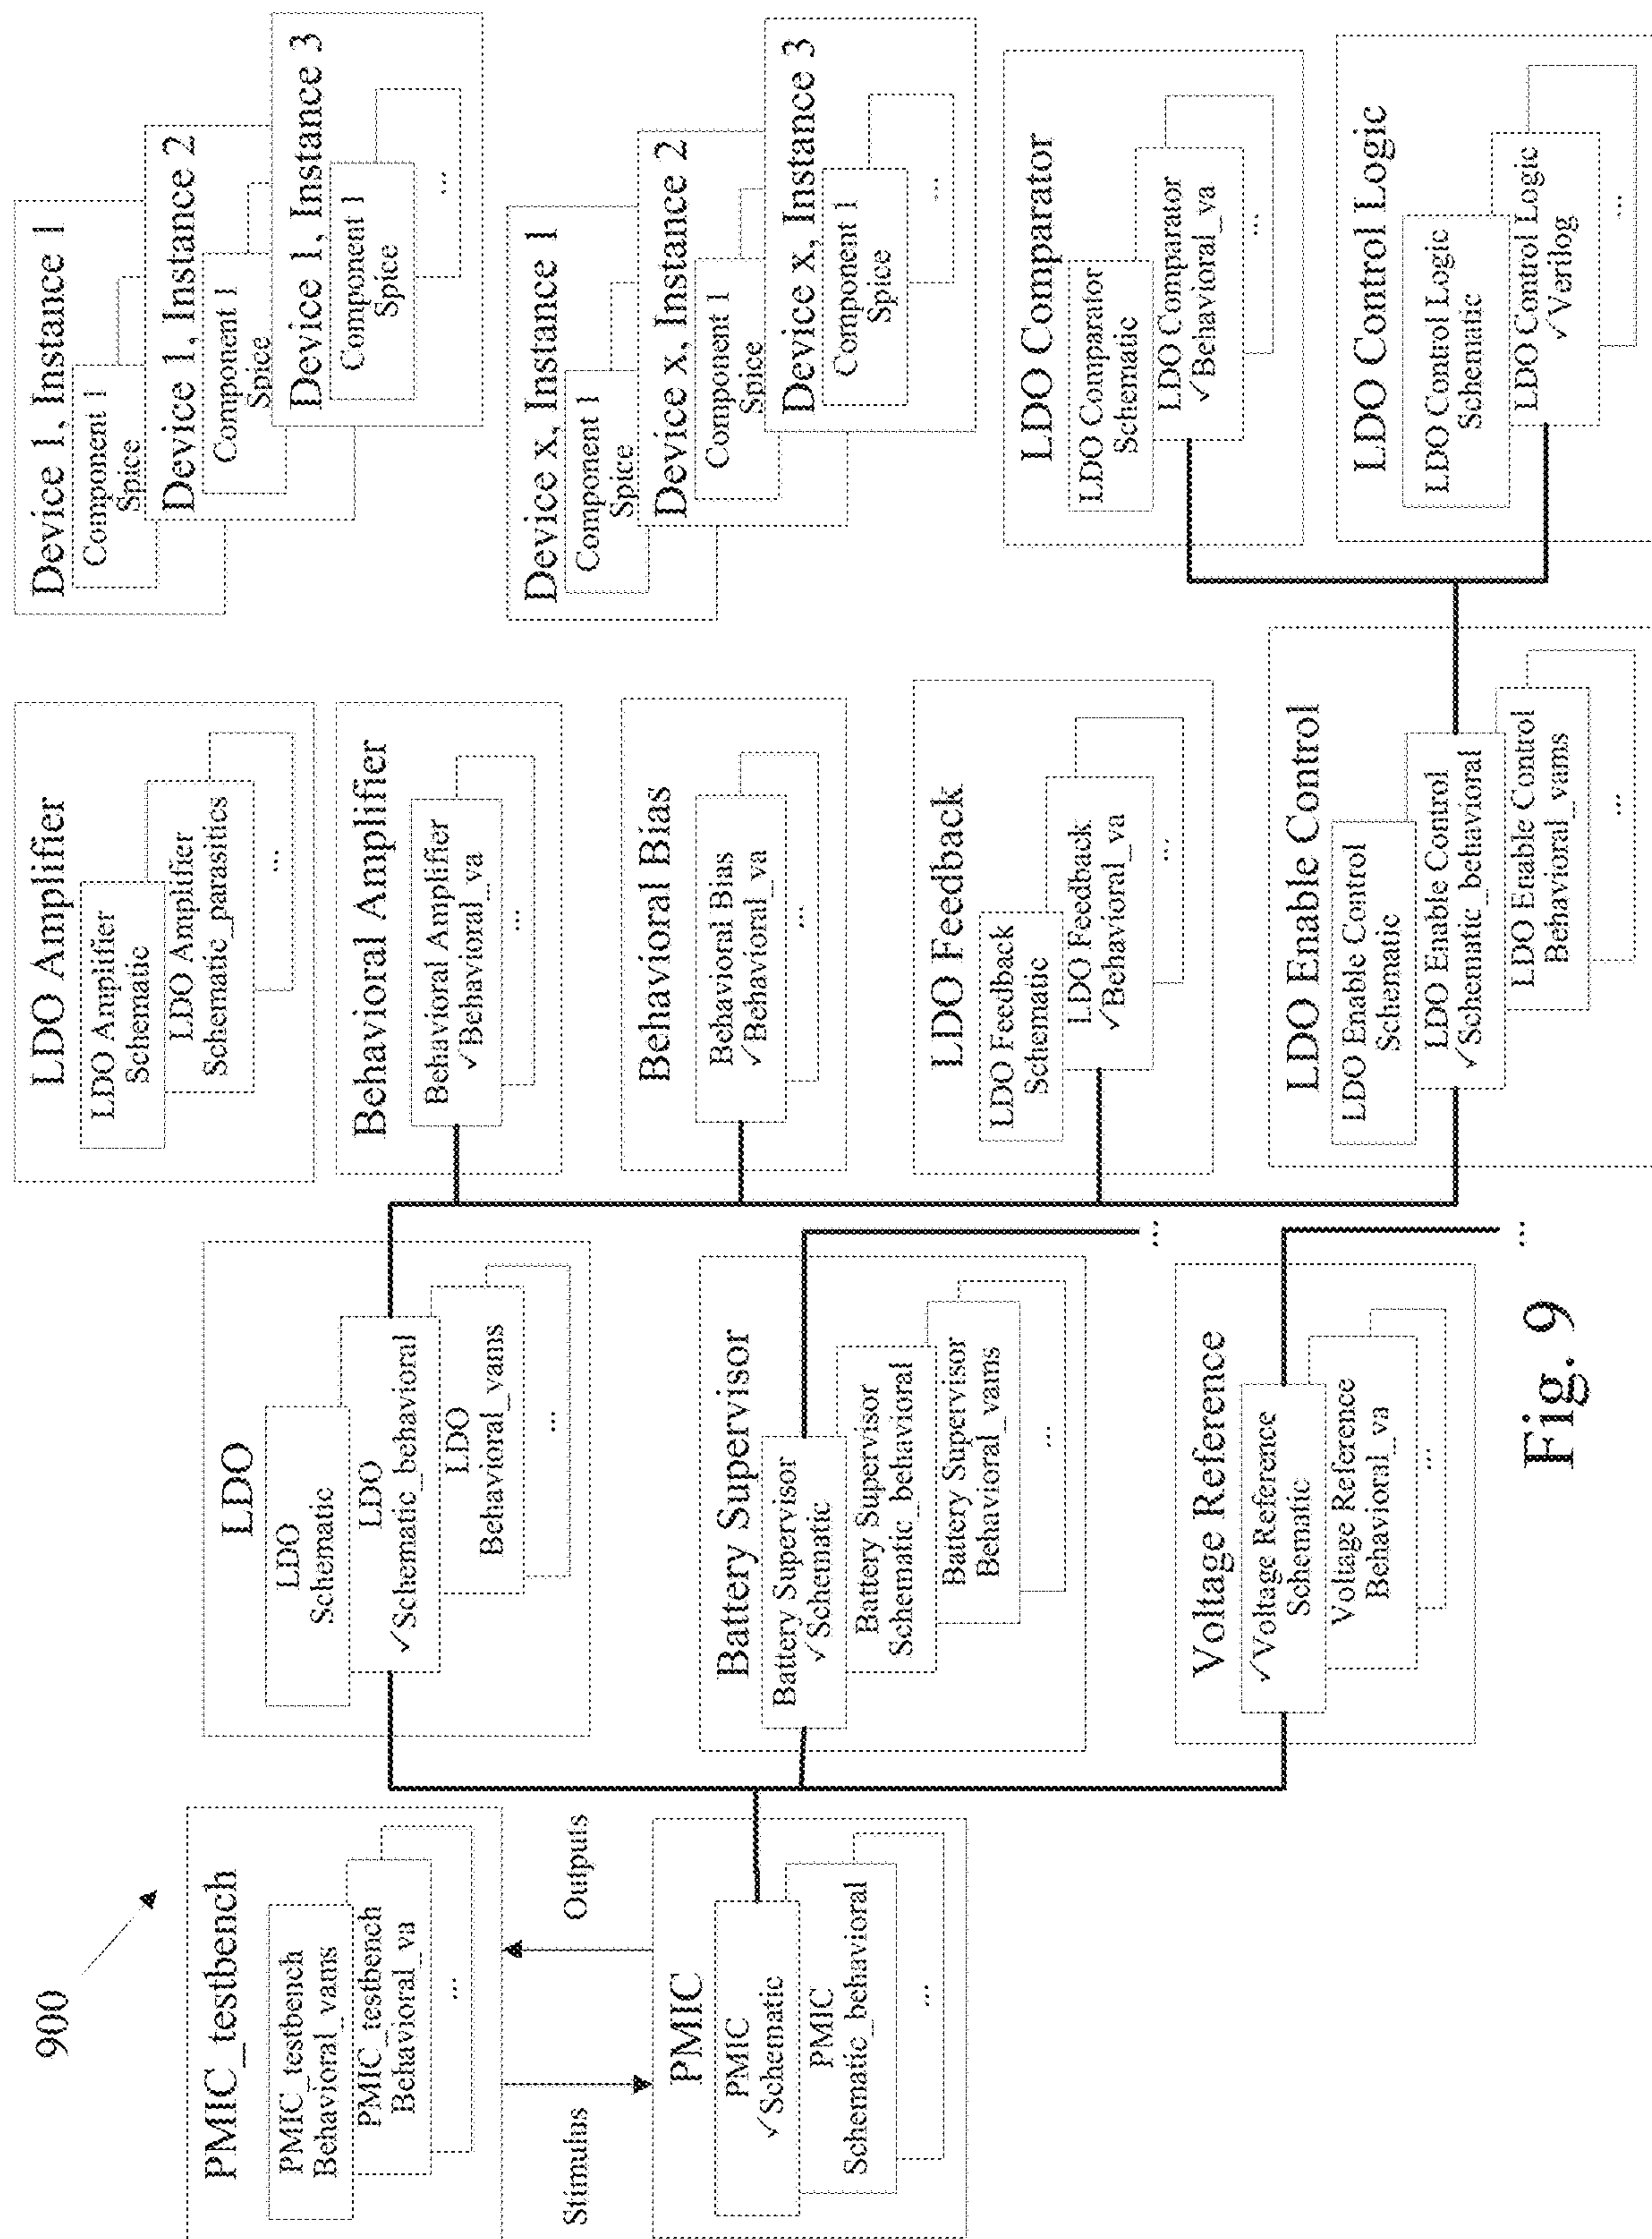 900
PMIC_testbench
PMIC_testbench
Behavioral_vams
PMIC_testbench
Behavioral_va
...
Stimulus
Outputs
PMIC
PMIC
✓Schematic
PMIC
Schematic_behavioral
...
LDO
LDO
Schematic
LDO
✓Schematic_behavioral
LDO
Behavioral_vams
...
Battery Supervisor
Battery Supervisor
✓Schematic
Battery Supervisor
Schematic_behavioral
Battery Supervisor
Behavioral_vams
...
...
Voltage Reference
✓Voltage Reference
Schematic
Voltage Reference
Behavioral_va
...
...
LDO Amplifier
LDO Amplifier
Schematic
LDO Amplifier
Schematic_parasitics
...
Behavioral Amplifier
Behavioral Amplifier
✓Behavioral_va
...
Behavioral Bias
Behavioral Bias
✓Behavioral_va
...
LDO Feedback
LDO Feedback
Schematic
LDO Feedback
✓Behavioral_va
...
LDO Enable Control
LDO Enable Control
Schematic
LDO Enable Control
✓Schematic_behavioral
LDO Enable Control
Behavioral_vams
...
Device 1, Instance 1
Component 1
Spice
Device 1, Instance 2
Component 1
Spice
Device 1, Instance 3
Component 1
Spice
...
Device x, Instance 1
Component 1
Spice
Device x, Instance 2
Component 1
Spice
Device x, Instance 3
Component 1
Spice
...
LDO Comparator
LDO Comparator
Schematic
LDO Comparator
✓Behavioral_va
...
LDO Control Logic
LDO Control Logic
Schematic
LDO Control Logic
✓Verilog
...
Fig. 9